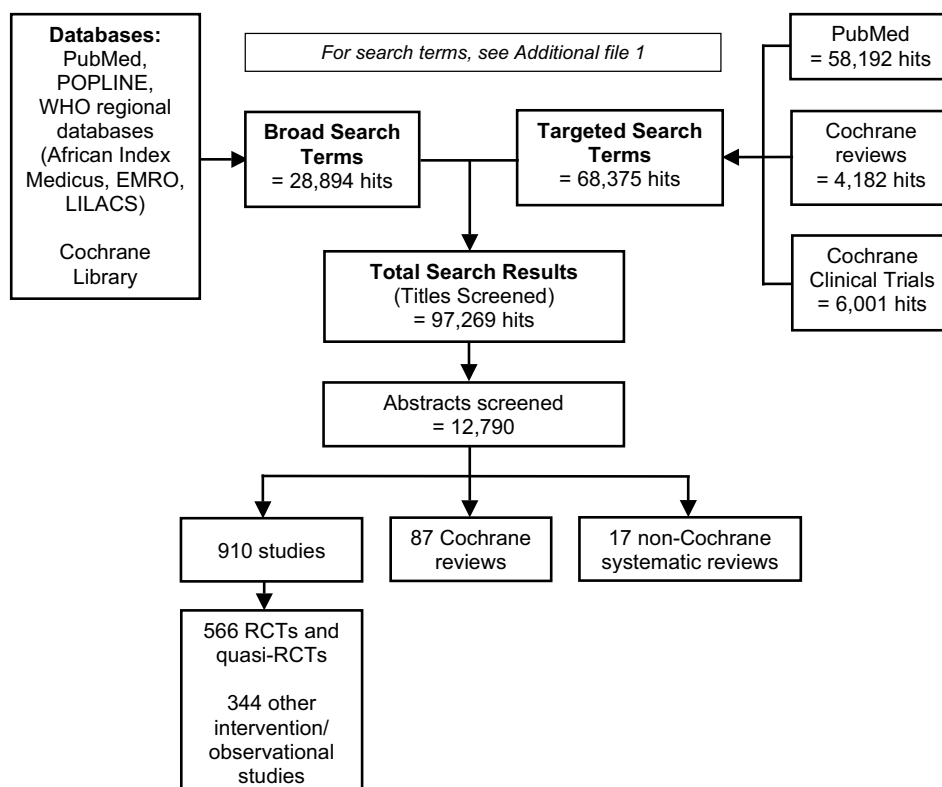 Databases:
PubMed,
POPLINE,
WHO regional
databases
(African Index
Medicus, EMRO,
LILACS)
Cochrane
Library
For search terms, see Additional file 1
Broad Search
Terms
= 28,894 hits
Targeted Search
Terms
= 68,375 hits
PubMed
= 58,192 hits
Cochrane
reviews
= 4,182 hits
Cochrane
Clinical Trials
= 6,001 hits
Total Search Results
(Titles Screened)
= 97,269 hits
Abstracts screened
= 12,790
910 studies
87 Cochrane
reviews
17 non-Cochrane
systematic reviews
566 RCTs and
quasi-RCTs
344 other
intervention/
observational
studies